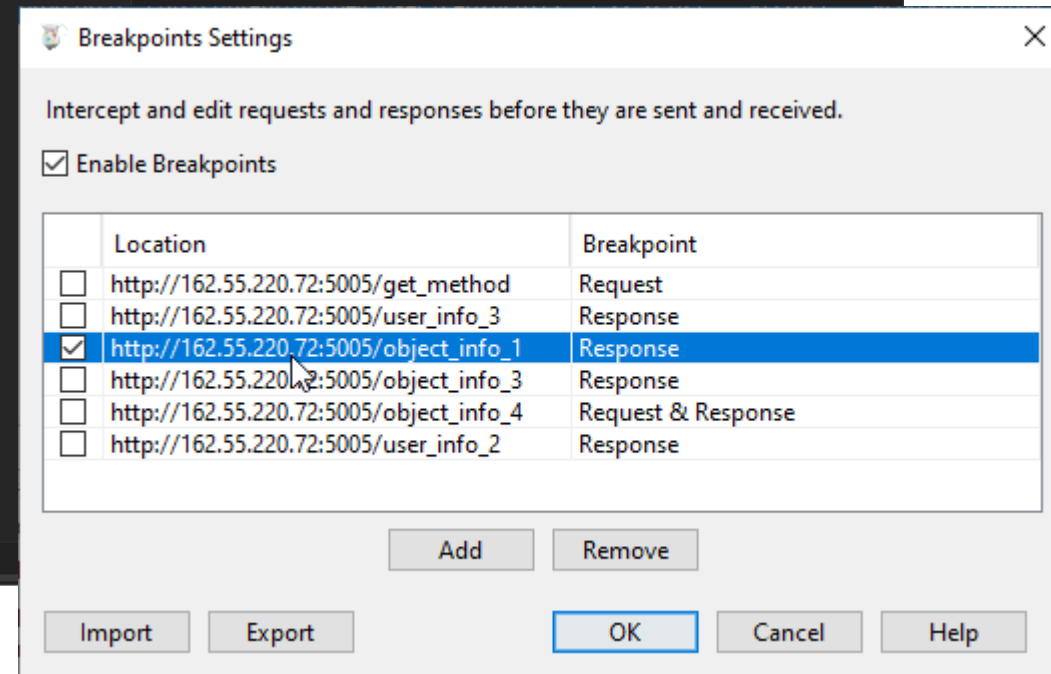 Breakpoints Settings
Intercept and edit requests and responses before they are sent and received.
Enable Breakpoints
Location Breakpoint
http://162.55.220.72:5005/get_method Request
http://162.55.220.72:5005/user_info_3 Response
http://162.55.220.72:5005/object_info_1 Response
http://162.55.220.72:5005/object_info_3 Response
http://162.55.220.72:5005/object_info_4 Request & Response
http://162.55.220.72:5005/user_info_2 Response
Add Remove
Import Export OK Cancel Help